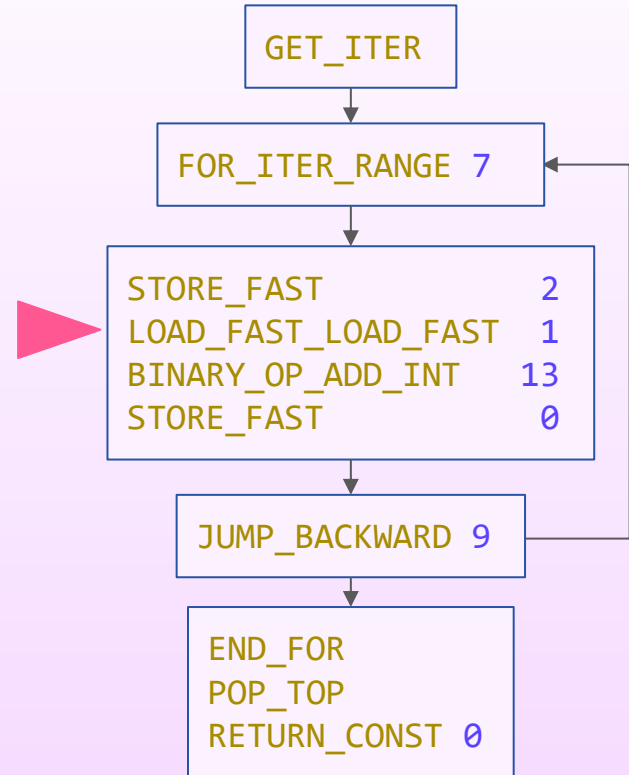 GET_ITER
FOR_ITER_RANGE 7
STORE_FAST 2
LOAD_FAST_LOAD_FAST 1
BINARY_OP_ADD_INT 13
STORE_FAST 0
JUMP_BACKWARD 9
END_FOR
POP_TOP
RETURN_CONST 0